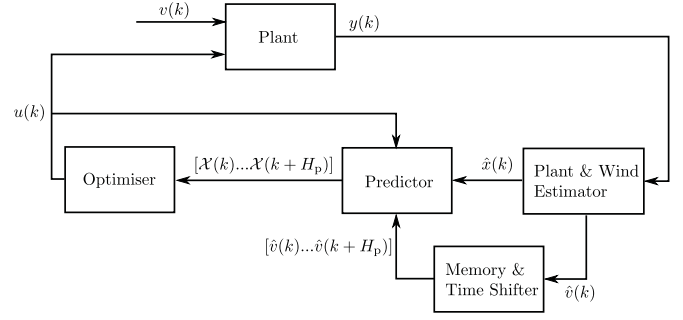 v(k)
Plant
y(k)
u(k)
Optimiser
[𝒳(k)...𝒳(k + H_p)]
Predictor
x̂(k)
Plant & Wind
Estimator
[v̂(k)...v̂(k + H_p)]
Memory &
Time Shifter
v̂(k)